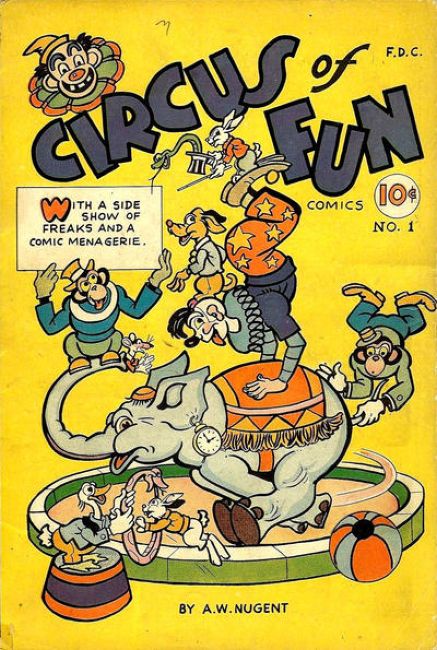 CIRCUS of
F.D.C.
FUN
COMICS
10¢
NO. 1
WITH A SIDE
SHOW OF
FREAKS AND A
COMIC MENAGERIE.
BY A.W. NUGENT